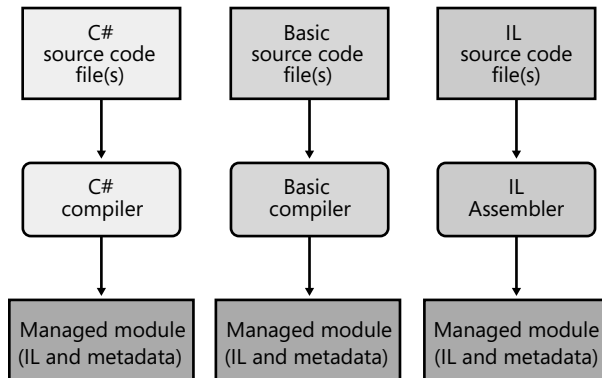 C#
source code
file(s)
Basic
source code
file(s)
IL
source code
file(s)
C#
compiler
Basic
compiler
IL
Assembler
Managed module
(IL and metadata)
Managed module
(IL and metadata)
Managed module
(IL and metadata)